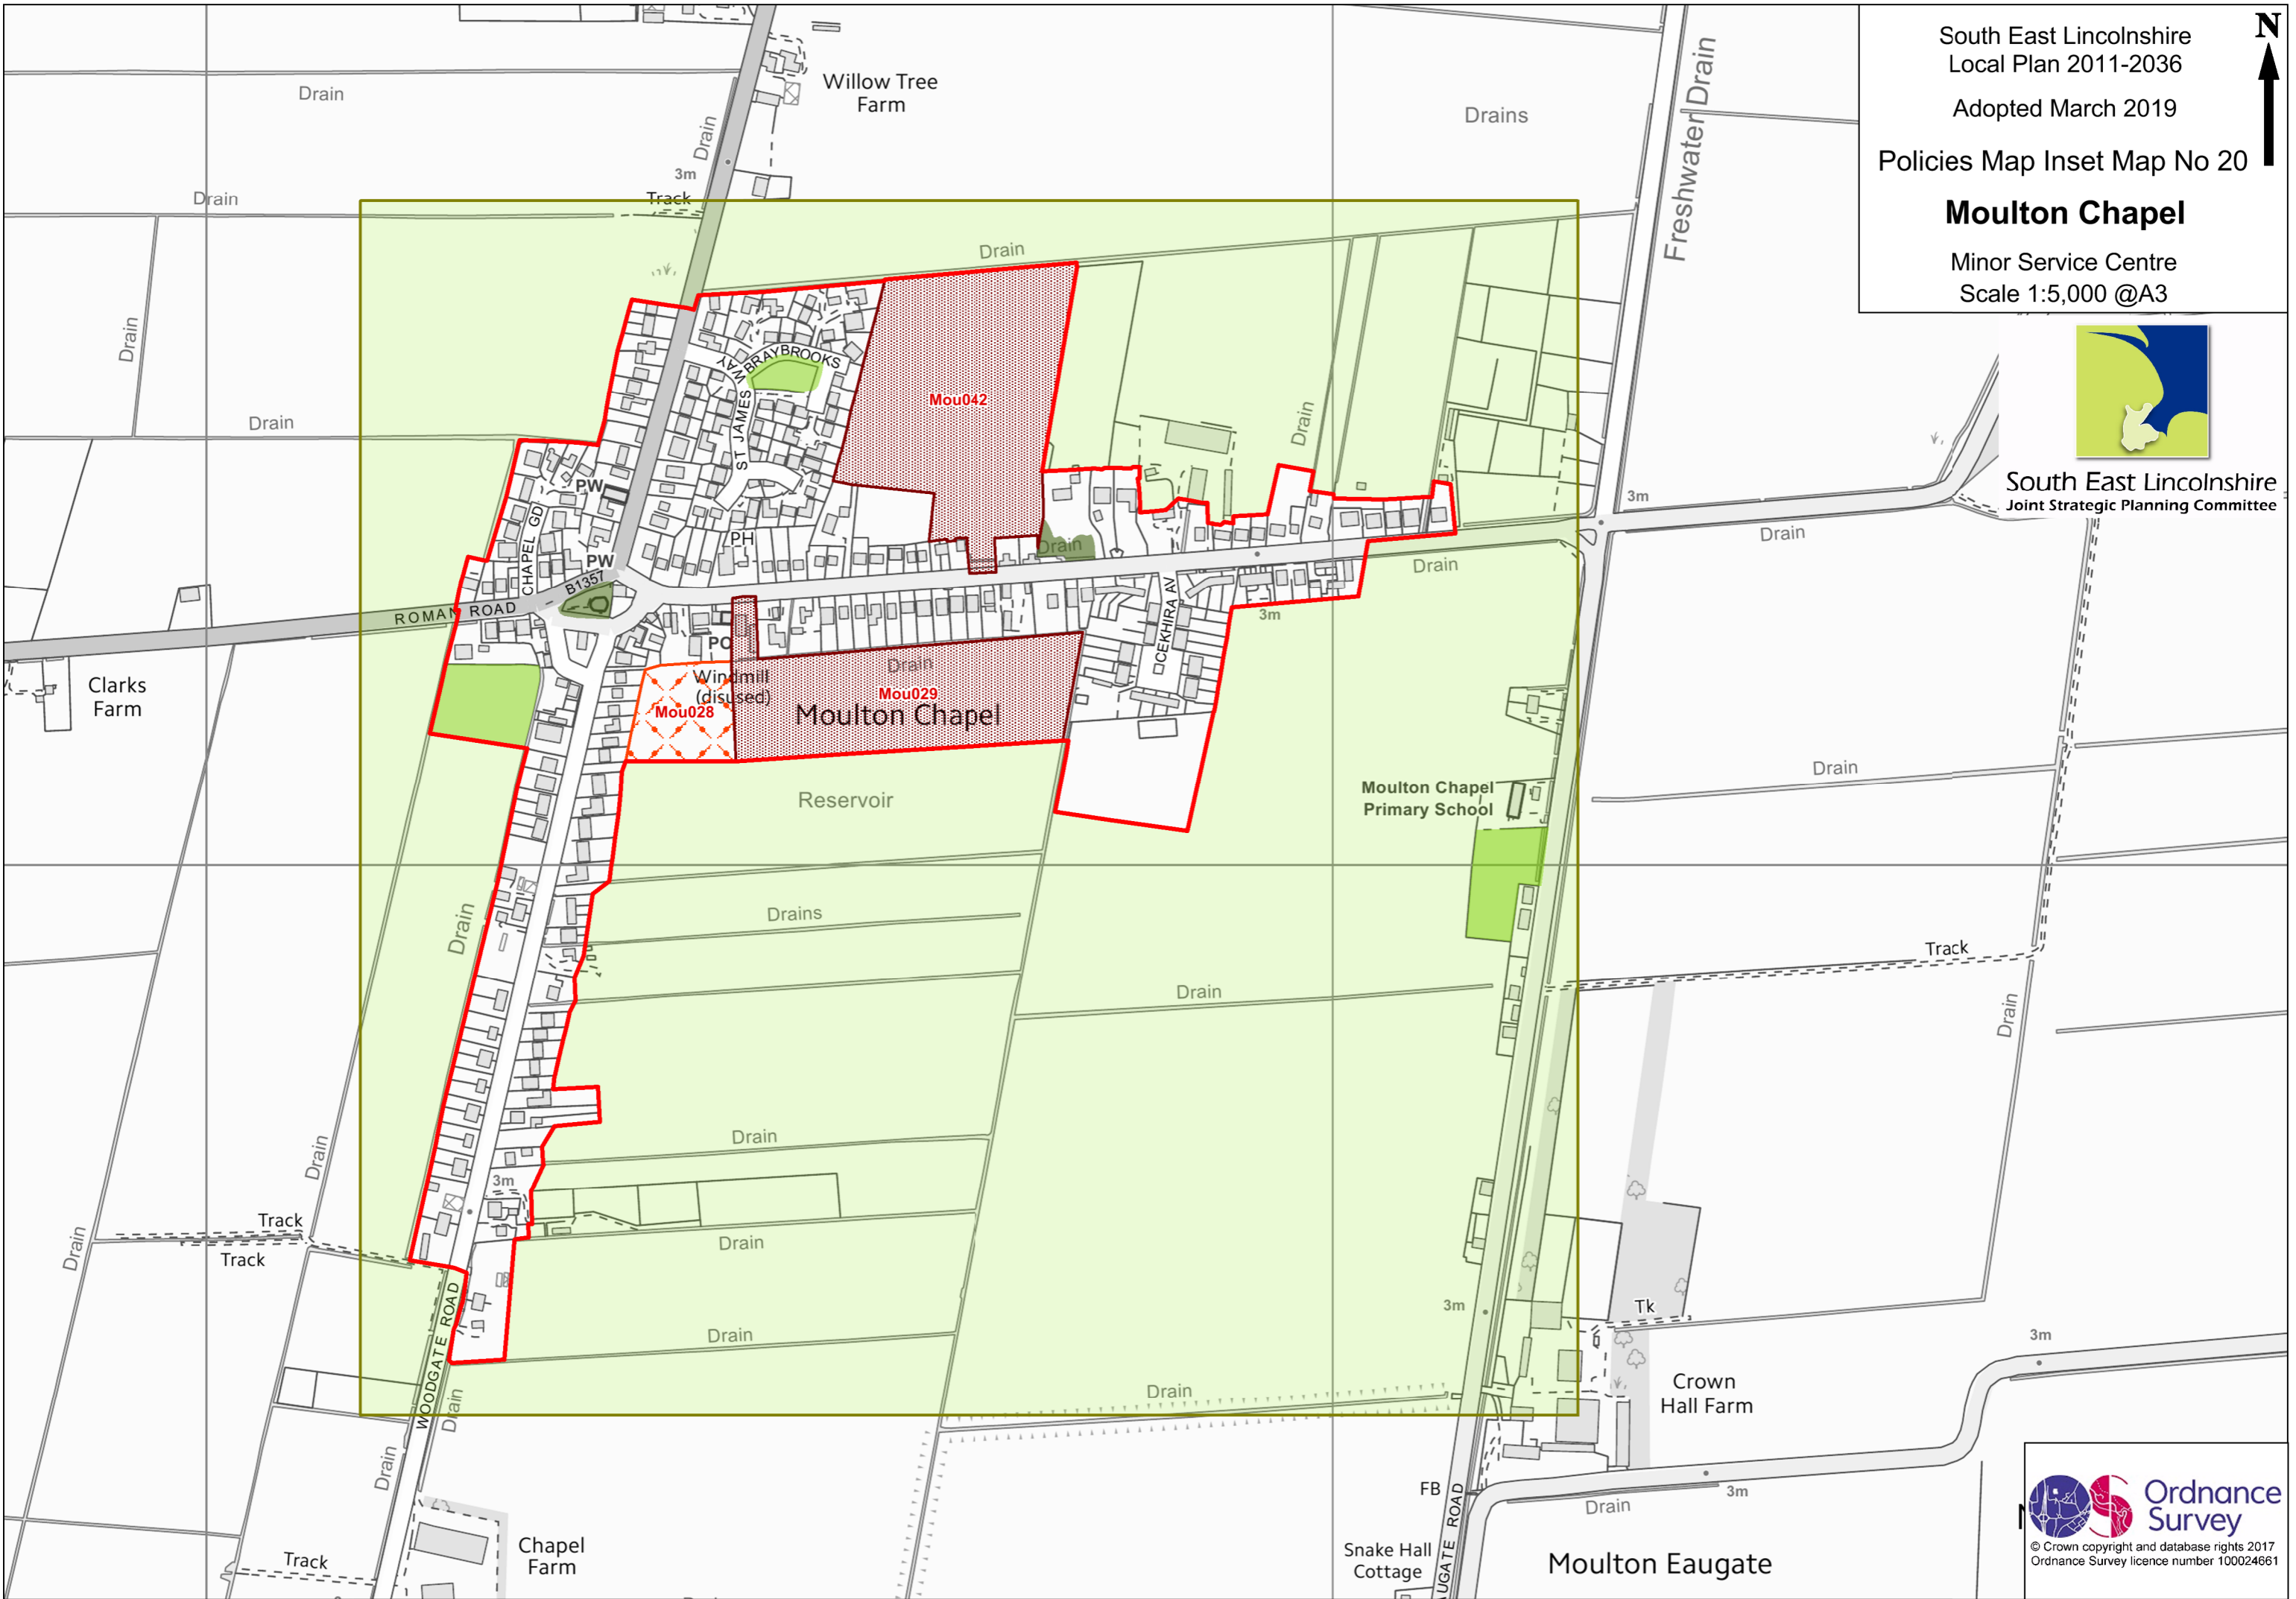 South East Lincolnshire
Local Plan 2011-2036
Adopted March 2019
Policies Map Inset Map No 20
Moulton Chapel
Minor Service Centre
Scale 1:5,000 @A3
N
South East Lincolnshire
Joint Strategic Planning Committee
Willow Tree
Farm
Drain
Drain
Drains
Freshwater Drain
3m
Track
Drain
Drain
Drain
Drain
BRAYBROOKS
WAY
ST JAMES
Mou042
Drain
PW
CHAPEL GD
PH
PW
B1357
ROMAN ROAD
Drain
3m
Drain
Drain
3m
CEKHIRA AV
PO
Drain
Windmill
(disused)
Mou028
Mou029
Moulton Chapel
Clarks
Farm
Reservoir
Moulton Chapel
Primary School
Drain
Drain
Drains
Track
Drain
Drain
Drain
Drain
3m
Track
Track
Drain
Drain
WOODGATE ROAD
Drain
Drain
Drain
Drain
3m
Tk
Crown
Hall Farm
3m
FB
3m
Drain
Track
Chapel
Farm
Snake Hall
Cottage
UGATE ROAD
Moulton Eaugate
Ordnance
Survey
© Crown copyright and database rights 2017
Ordnance Survey licence number 100024661